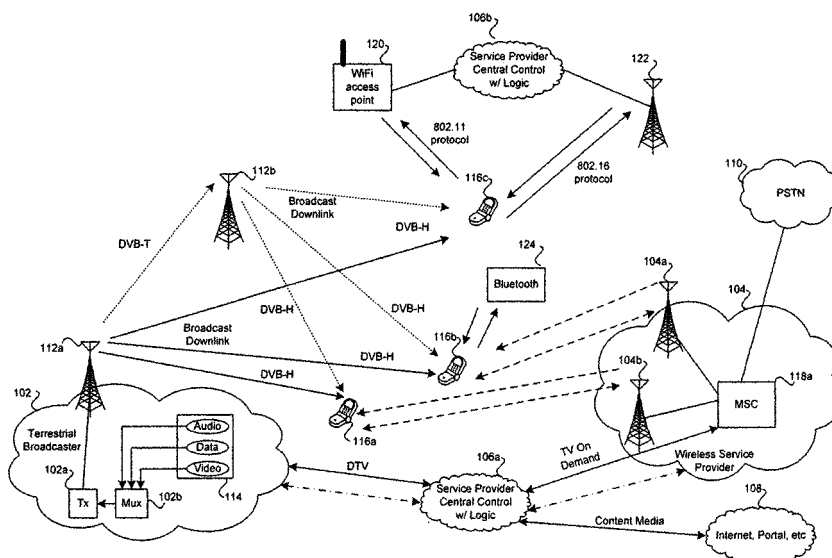 106b
120
Service Provider
Central Control
w/ Logic
122
WiFi
access
point
802.11
protocol
802.16
protocol
110
PSTN
112b
116c
Broadcast
Downlink
DVB-T
DVB-H
124
Bluetooth
104a
104
DVB-H
DVB-H
112a
Broadcast
Downlink
116b
DVB-H
104b
118a
MSC
DVB-H
102
Terrestrial
Broadcaster
Audio
Data
Video
116a
102a
Tx
Mux
102b
114
DTV
106a
Service Provider
Central Control
w/ Logic
TV On
Demand
Wireless Service
Provider
108
Content Media
Internet, Portal, etc